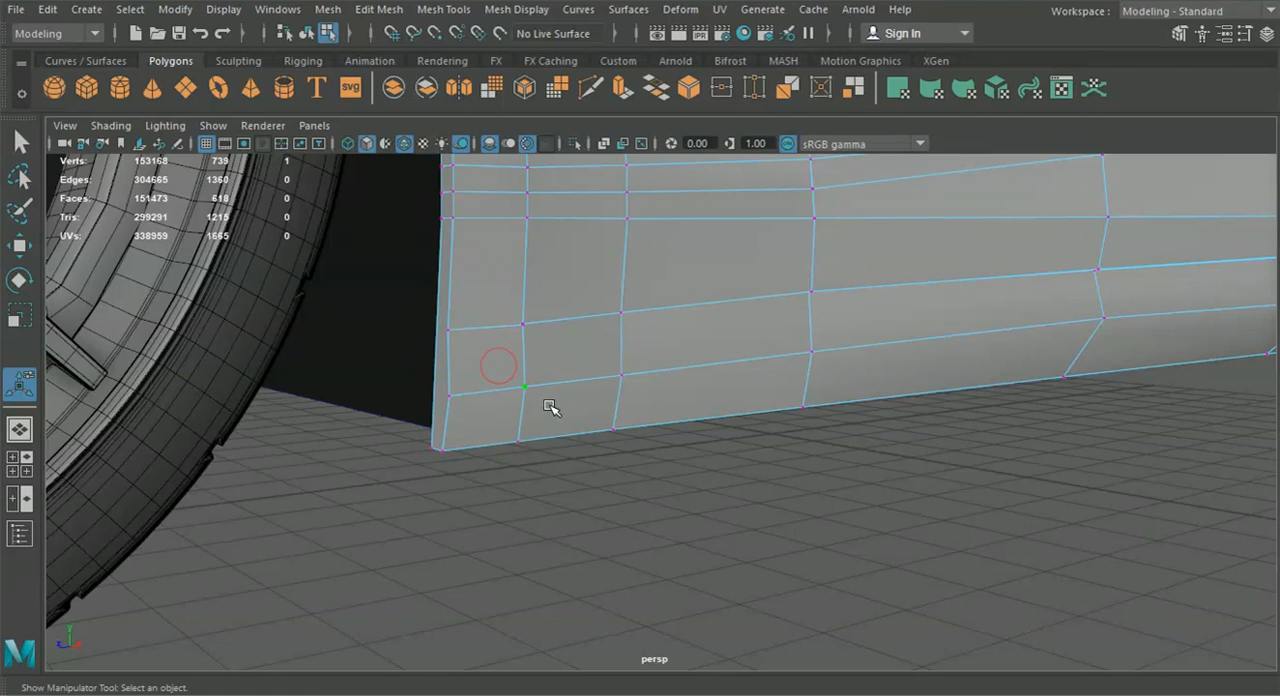 File Edit Create Select Modify Display Windows Mesh Edit Mesh Mesh Tools Mesh Display Curves Surfaces Deform UV Generate Cache Arnold Help Workspace: Modeling - Standard
Modeling No Live Surface Sign In
Curves / Surfaces Polygons Sculpting Rigging Animation Rendering FX FX Caching Custom Arnold Bifrost MASH Motion Graphics XGen
T SVG
View Shading Lighting Show Renderer Panels
0.00 1.00 sRGB gamma
Verts: 153168 739 1
Edges: 304665 1360 0
Faces: 151473 618 0
Tris: 299291 1215 0
UVs: 338959 1665 0
Y
M
persp
Show Manipulator Tool: Select an object.